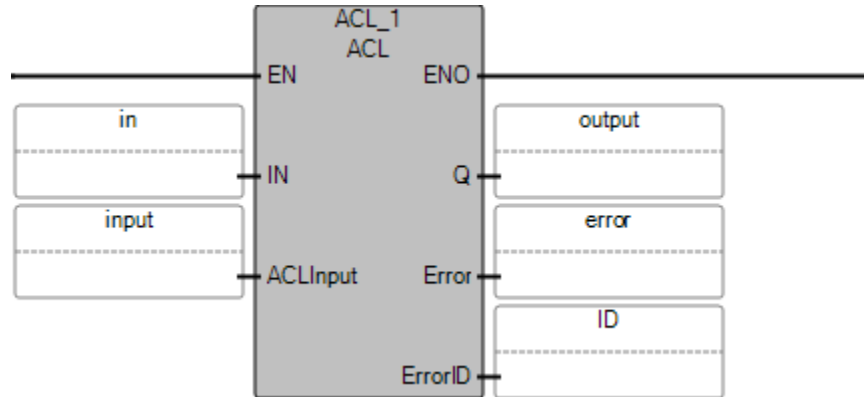 ACL_1
ACL
EN ENO
in output
IN Q
input error
ACLInput Error
ID
ErrorID